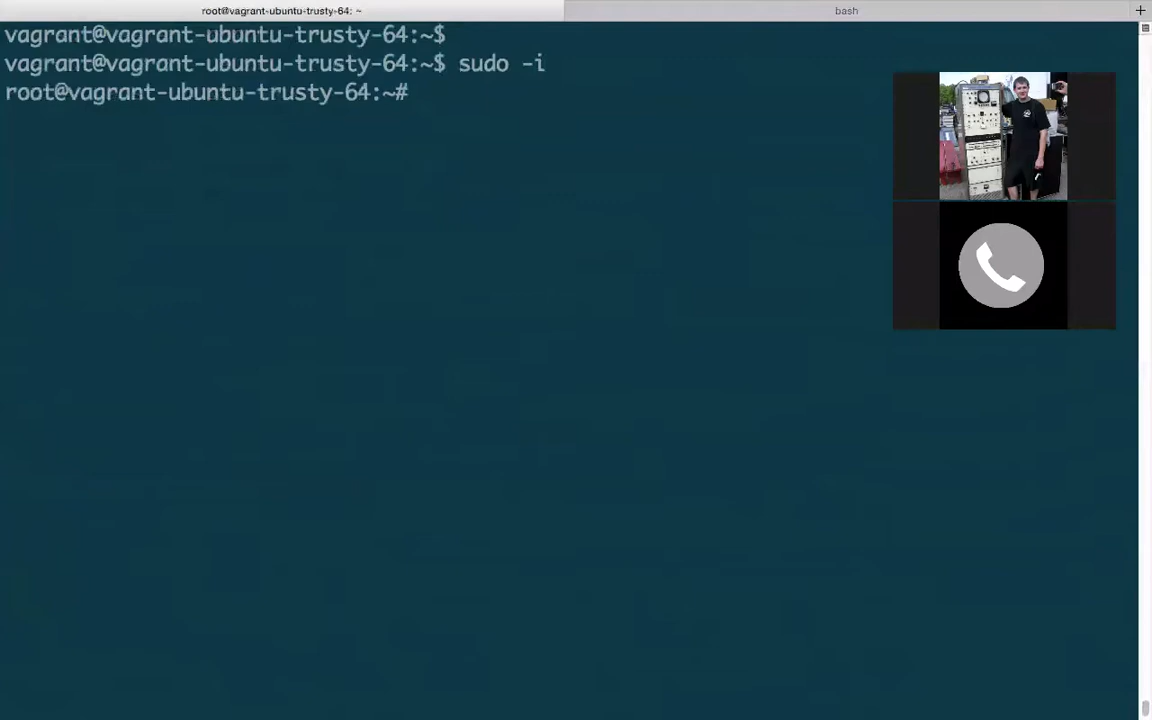 root@vagrant-ubuntu-trusty-64: ~
bash
vagrant@vagrant-ubuntu-trusty-64:~$
vagrant@vagrant-ubuntu-trusty-64:~$ sudo -i
root@vagrant-ubuntu-trusty-64:~#